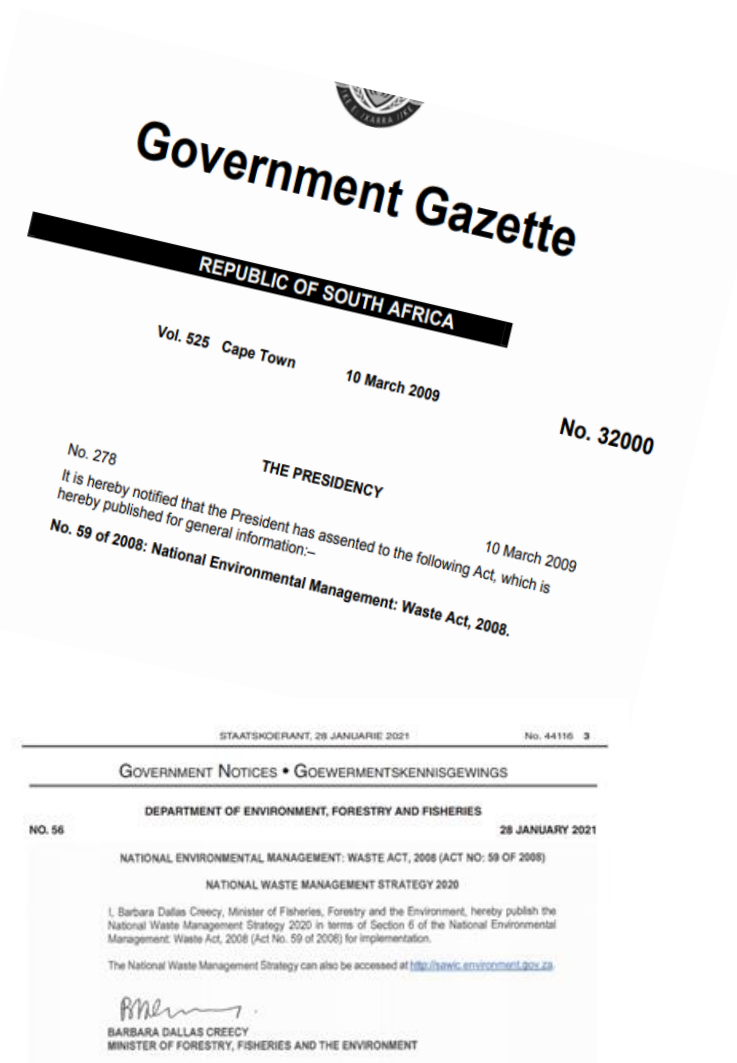 !KE E: /XARRA //KE
Government Gazette
REPUBLIC OF SOUTH AFRICA
Vol. 525 Cape Town 10 March 2009 No. 32000
THE PRESIDENCY
No. 278 10 March 2009
It is hereby notified that the President has assented to the following Act, which is
hereby published for general information:–
No. 59 of 2008: National Environmental Management: Waste Act, 2008.
STAATSKOERANT, 28 JANUARIE 2021 No. 44116 3
GOVERNMENT NOTICES • GOEWERMENTSKENNISGEWINGS
DEPARTMENT OF ENVIRONMENT, FORESTRY AND FISHERIES
NO. 56 28 JANUARY 2021
NATIONAL ENVIRONMENTAL MANAGEMENT: WASTE ACT, 2008 (ACT NO: 59 OF 2008)
NATIONAL WASTE MANAGEMENT STRATEGY 2020
I, Barbara Dallas Creecy, Minister of Fisheries, Forestry and the Environment, hereby publish the
National Waste Management Strategy 2020 in terms of Section 6 of the National Environmental
Management: Waste Act, 2008 (Act No. 59 of 2008) for implementation.
The National Waste Management Strategy can also be accessed at http://sawic.environment.gov.za.
BARBARA DALLAS CREECY
MINISTER OF FORESTRY, FISHERIES AND THE ENVIRONMENT